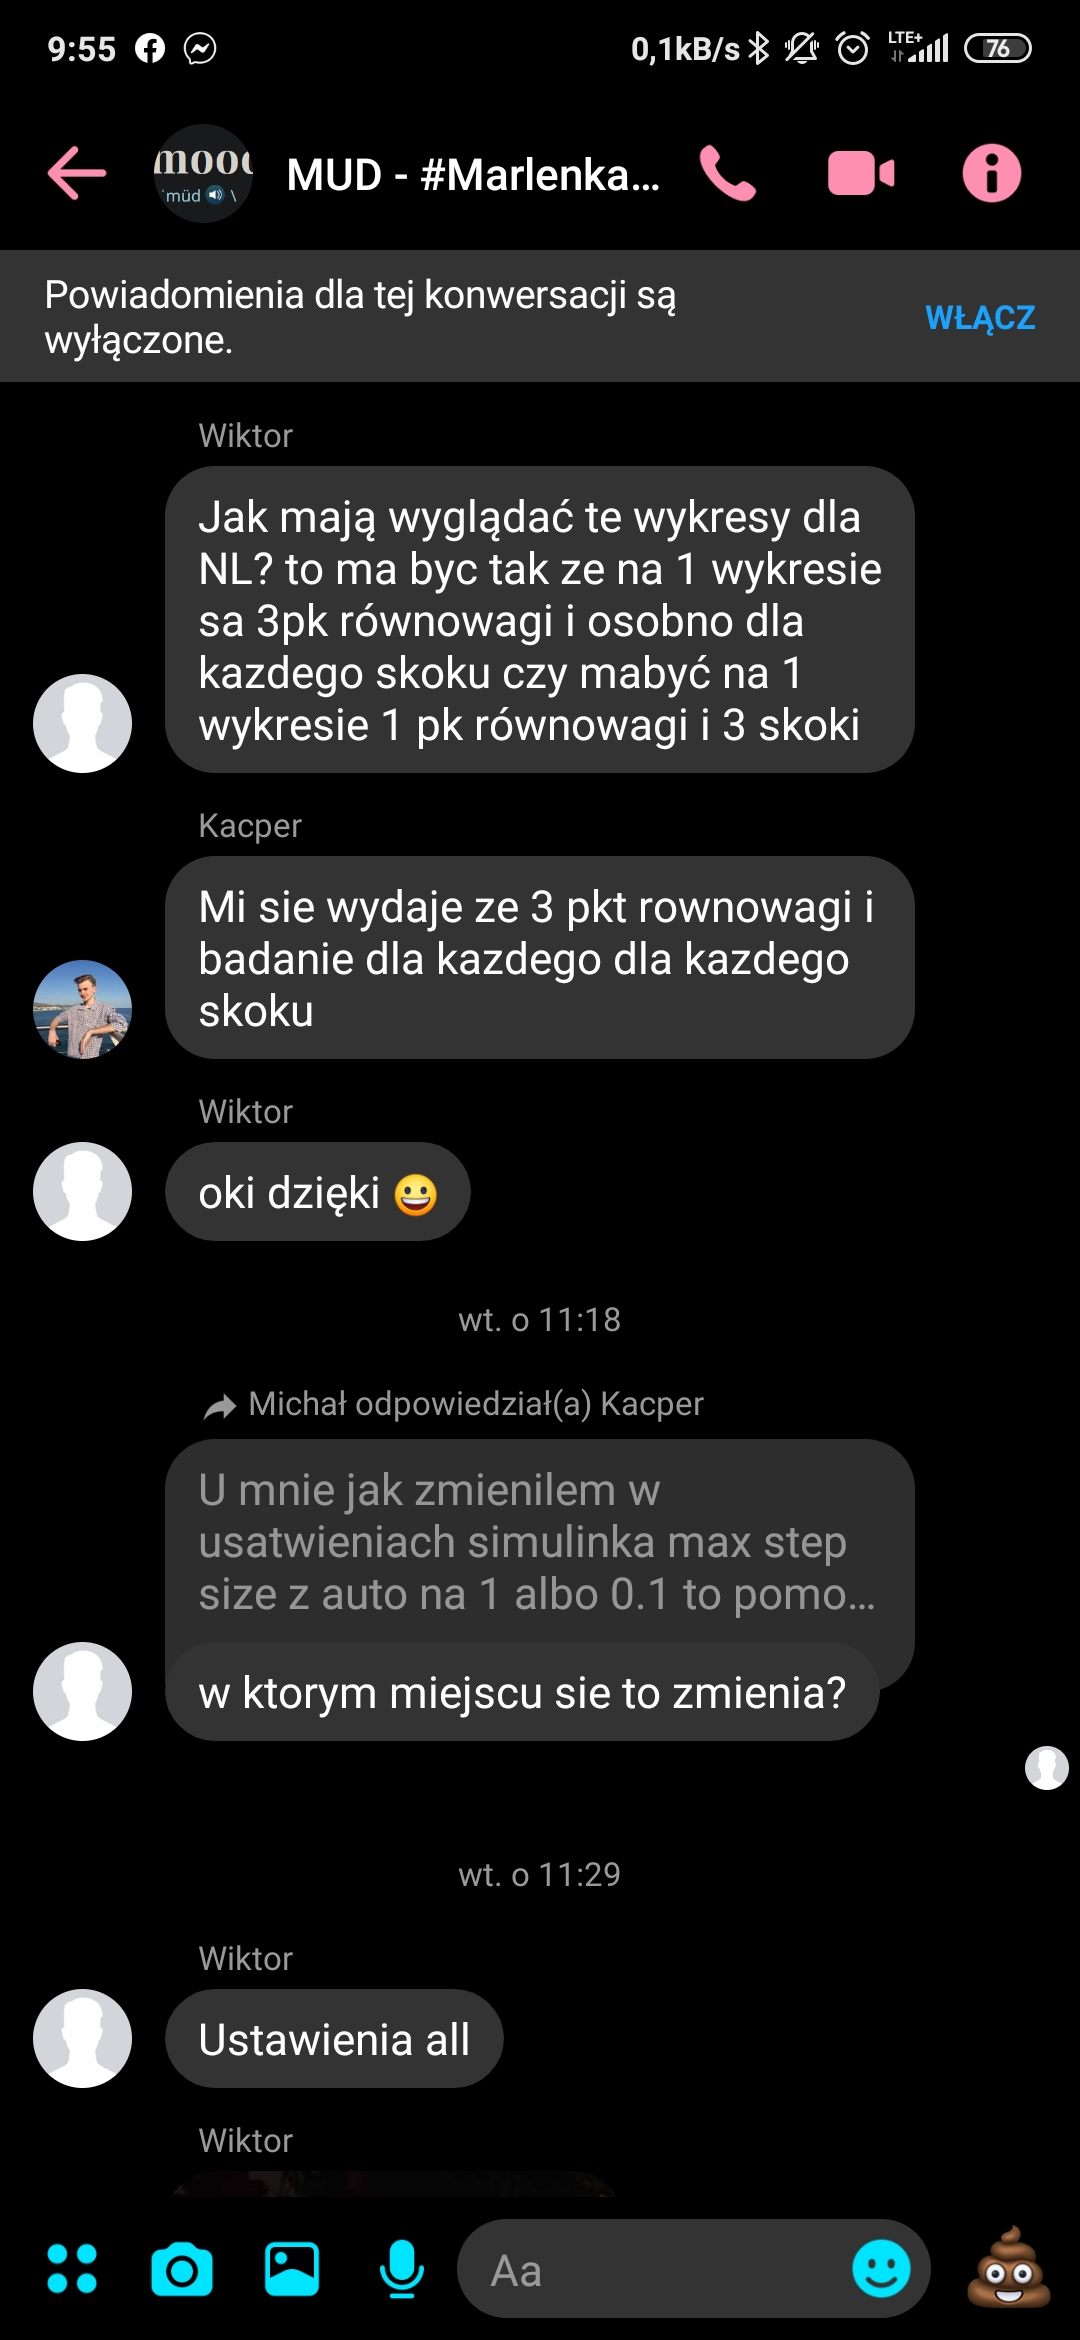 9:55 0,1kB/s LTE+ 76
mood
müd
MUD - #Marlenka...
Powiadomienia dla tej konwersacji są
wyłączone.
WŁĄCZ
Wiktor
Jak mają wyglądać te wykresy dla
NL? to ma byc tak ze na 1 wykresie
sa 3pk równowagi i osobno dla
kazdego skoku czy mabyć na 1
wykresie 1 pk równowagi i 3 skoki
Kacper
Mi sie wydaje ze 3 pkt rownowagi i
badanie dla kazdego dla kazdego
skoku
Wiktor
oki dzięki 😀
wt. o 11:18
Michał odpowiedział(a) Kacper
U mnie jak zmienilem w
usatwieniach simulinka max step
size z auto na 1 albo 0.1 to pomo...
w ktorym miejscu sie to zmienia?
wt. o 11:29
Wiktor
Ustawienia all
Wiktor
Aa